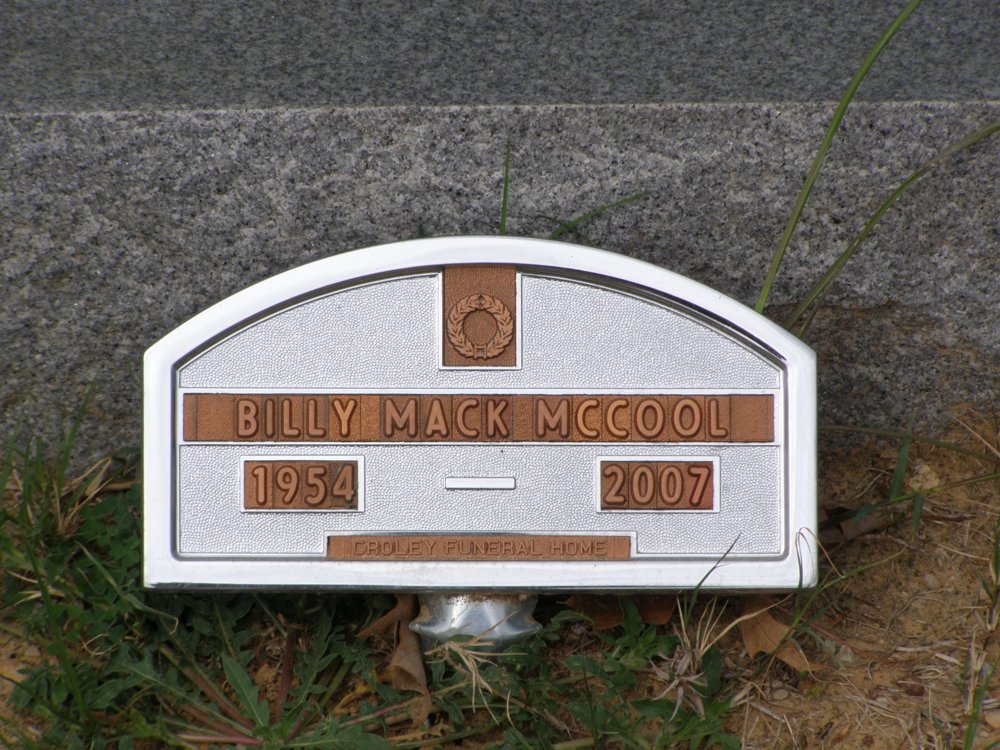 BILLY MACK MCCOOL
1954 — 2007
CROLEY FUNERAL HOME